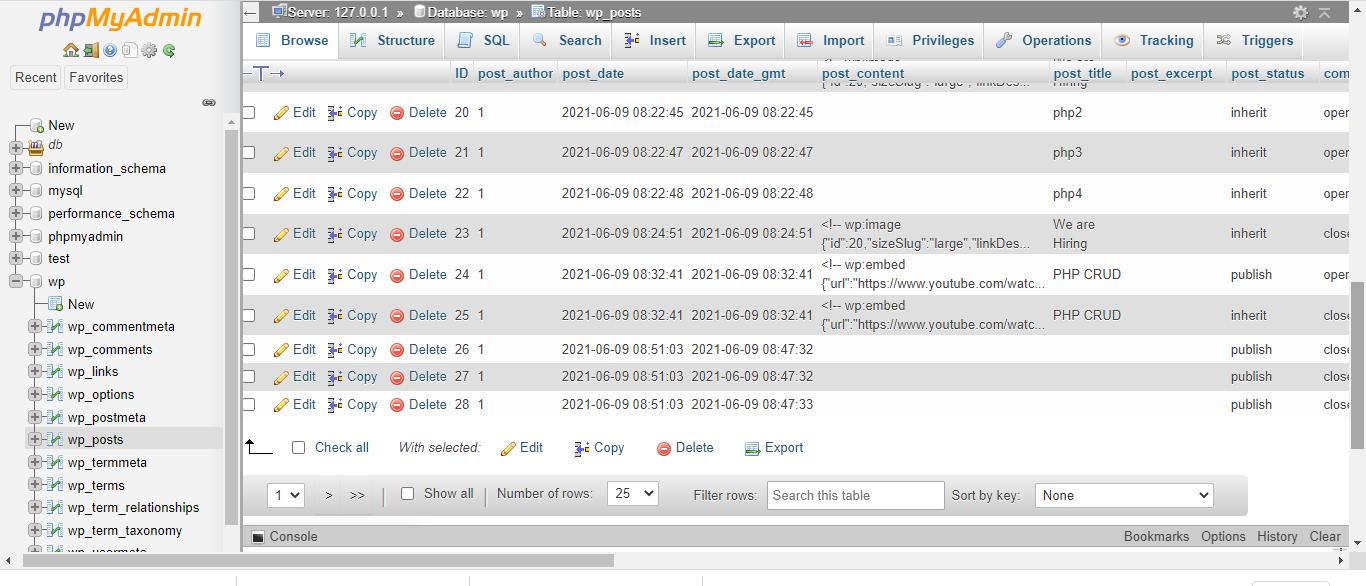 phpMyAdmin
Recent Favorites
New
db
information_schema
mysql
performance_schema
phpmyadmin
test
wp
New
wp_commentmeta
wp_comments
wp_links
wp_options
wp_postmeta
wp_posts
wp_termmeta
wp_terms
wp_term_relationships
wp_term_taxonomy
wp_usermeta
Server: 127.0.0.1 » Database: wp » Table: wp_posts
Browse Structure SQL Search Insert Export Import Privileges Operations Tracking Triggers
ID post_author post_date post_date_gmt post_content post_title post_excerpt post_status com
{"id":20,"sizeSlug":"large","linkDes... Hiring
Edit Copy Delete 20 1 2021-06-09 08:22:45 2021-06-09 08:22:45 php2 inherit oper
Edit Copy Delete 21 1 2021-06-09 08:22:47 2021-06-09 08:22:47 php3 inherit oper
Edit Copy Delete 22 1 2021-06-09 08:22:48 2021-06-09 08:22:48 php4 inherit oper
<!-- wp:image We are
Edit Copy Delete 23 1 2021-06-09 08:24:51 2021-06-09 08:24:51 inherit close
{"id":20,"sizeSlug":"large","linkDes... Hiring
<!-- wp:embed
Edit Copy Delete 24 1 2021-06-09 08:32:41 2021-06-09 08:32:41 PHP CRUD publish oper
{"url":"https://www.youtube.com/watc...
<!-- wp:embed
Edit Copy Delete 25 1 2021-06-09 08:32:41 2021-06-09 08:32:41 PHP CRUD inherit close
{"url":"https://www.youtube.com/watc...
Edit Copy Delete 26 1 2021-06-09 08:51:03 2021-06-09 08:47:32 publish close
Edit Copy Delete 27 1 2021-06-09 08:51:03 2021-06-09 08:47:32 publish close
Edit Copy Delete 28 1 2021-06-09 08:51:03 2021-06-09 08:47:33 publish close
Check all With selected: Edit Copy Delete Export
1 > >> | Show all | Number of rows: 25 Filter rows: Search this table Sort by key: None
Console Bookmarks Options History Clear